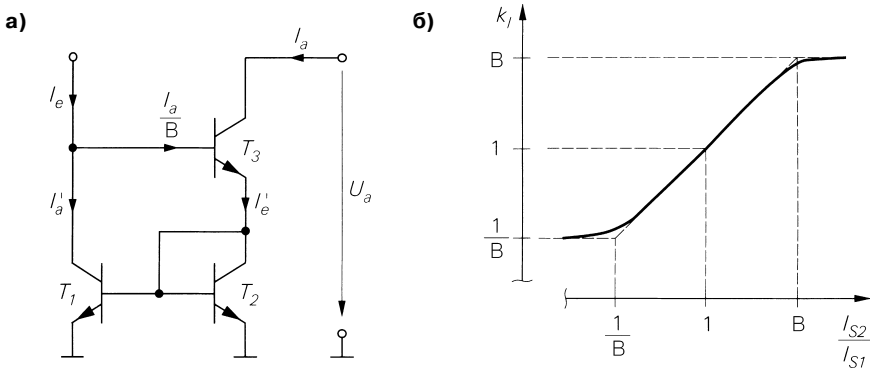 а)
I_a
I_e
I_a/B
T_3
I'_a
I'_e
U_a
T_1
T_2
б)
k_I
B
1
1/B
1/B
1
B
I_S2/I_S1